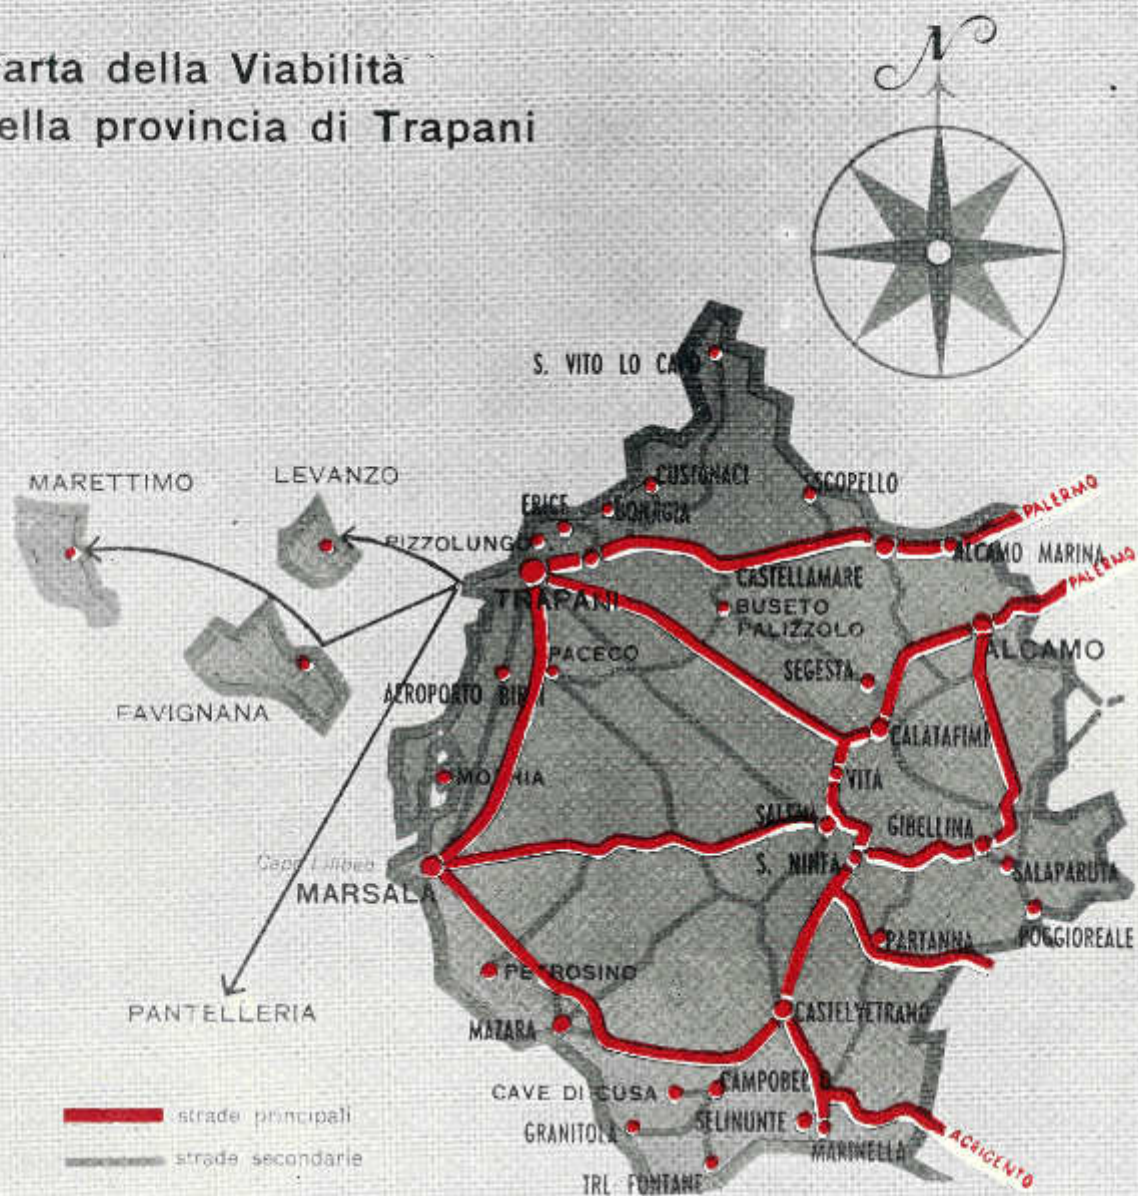 arta della Viabilità
ella provincia di Trapani
N
S. VITO LO CAPO
MARETTIMO
LEVANZO
CUSTONACI
SCOPELLO
ERICE
BONAGIA
PIZZOLUNGO
PALERMO
ALCAMO MARINA
CASTELLAMARE
PALERMO
TRAPANI
BUSETO
PALIZZOLO
ALCAMO
PACECO
SEGESTA
AEROPORTO BIRGI
FAVIGNANA
CALATAFIMI
MOTHIA
VITA
SALEMI
GIBELLINA
Capo Lilibeo
S. NINFA
SALAPARUTA
MARSALA
PARTANNA
POGGIOREALE
PETROSINO
PANTELLERIA
MAZARA
CASTELVETRANO
CAVE DI CUSA
CAMPOBELLO
strade principali
GRANITOLA
SELINUNTE
MARINELLA
AGRIGENTO
strade secondarie
TRE FONTANE